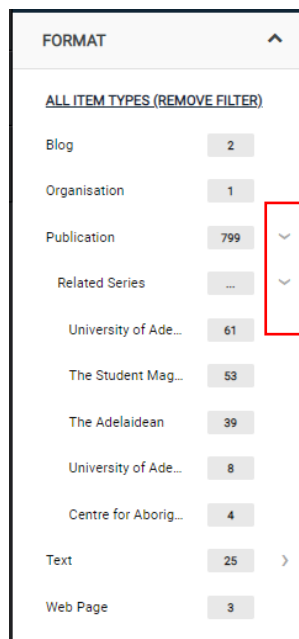 FORMAT
ALL ITEM TYPES (REMOVE FILTER)
Blog 2
Organisation 1
Publication 799
Related Series ...
University of Ade... 61
The Student Mag... 53
The Adelaidean 39
University of Ade... 8
Centre for Aborig... 4
Text 25
Web Page 3